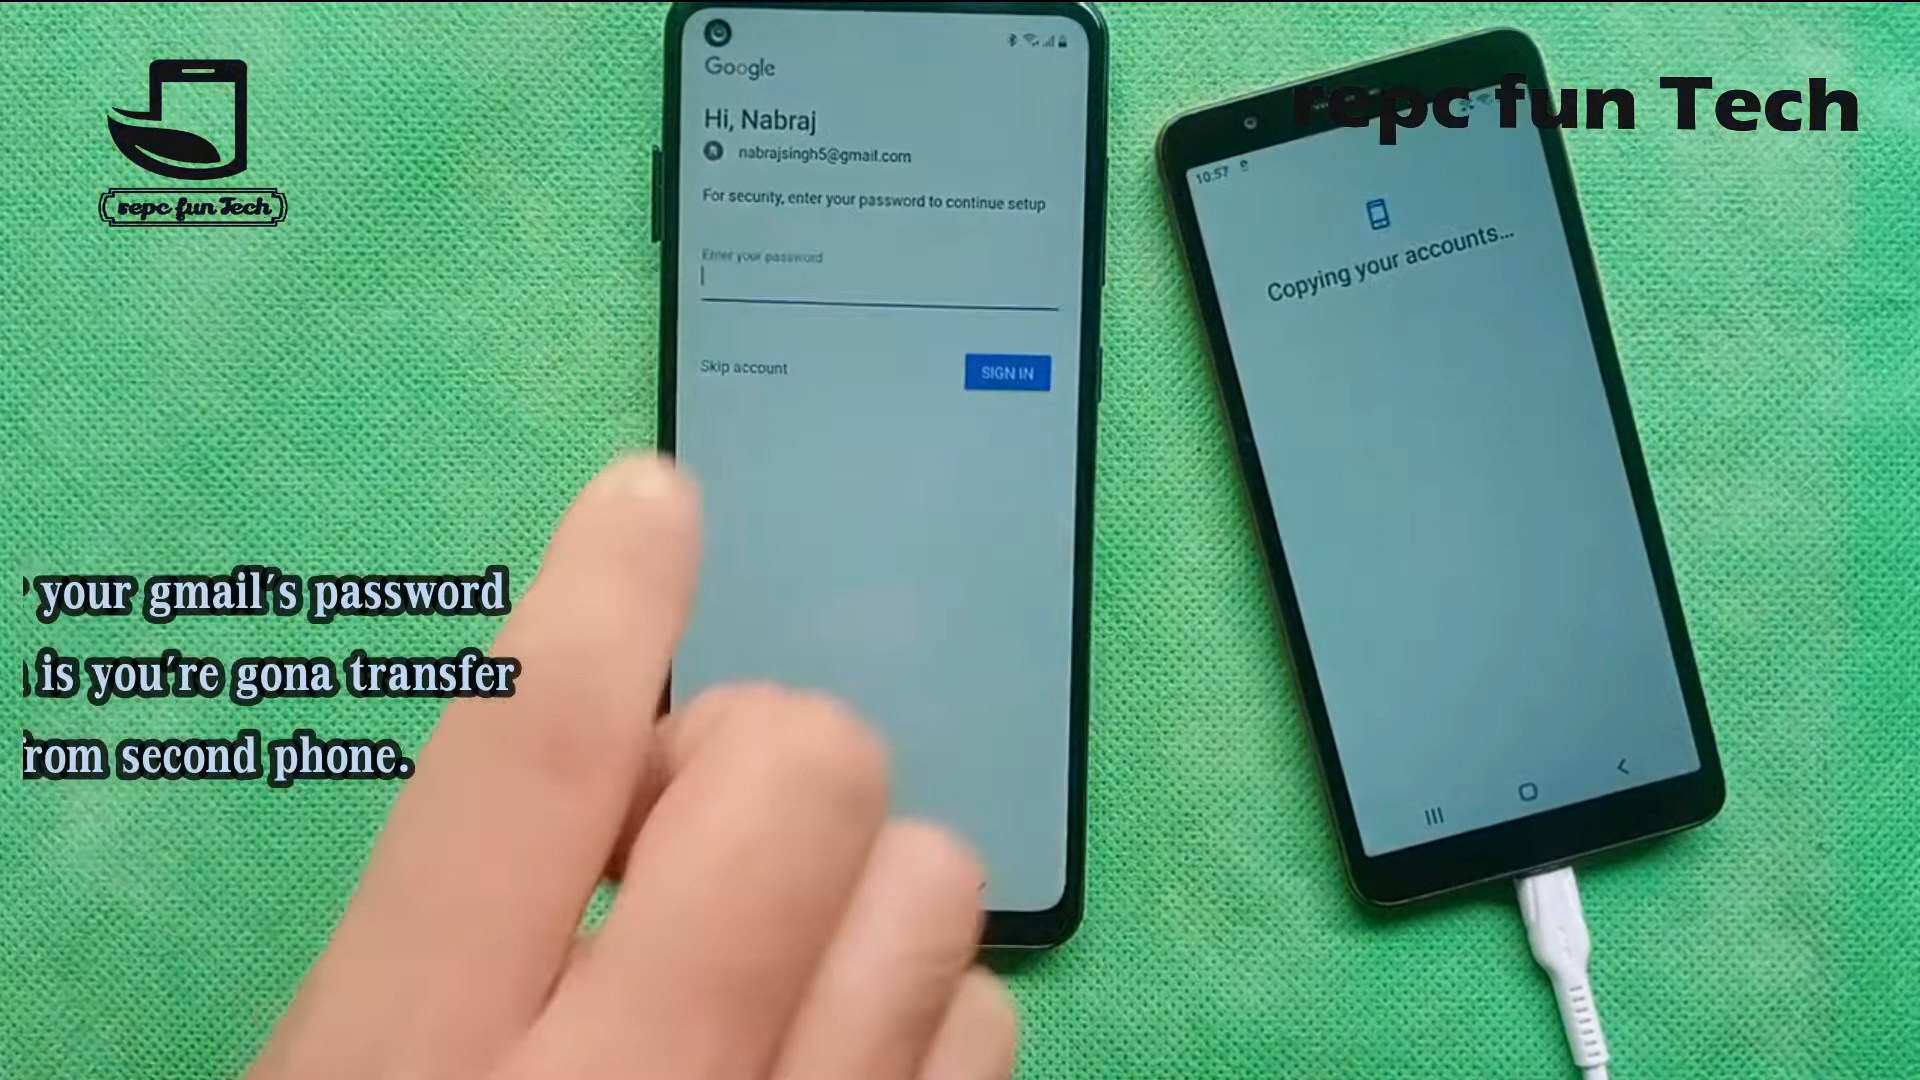 repc fun Tech
repc fun Tech
Google
Hi, Nabraj
nabrajsingh5@gmail.com
For security, enter your password to continue setup
Enter your password
Skip account
SIGN IN
10:57
Copying your accounts...
your gmail's password
is you're gona transfer
rom second phone.